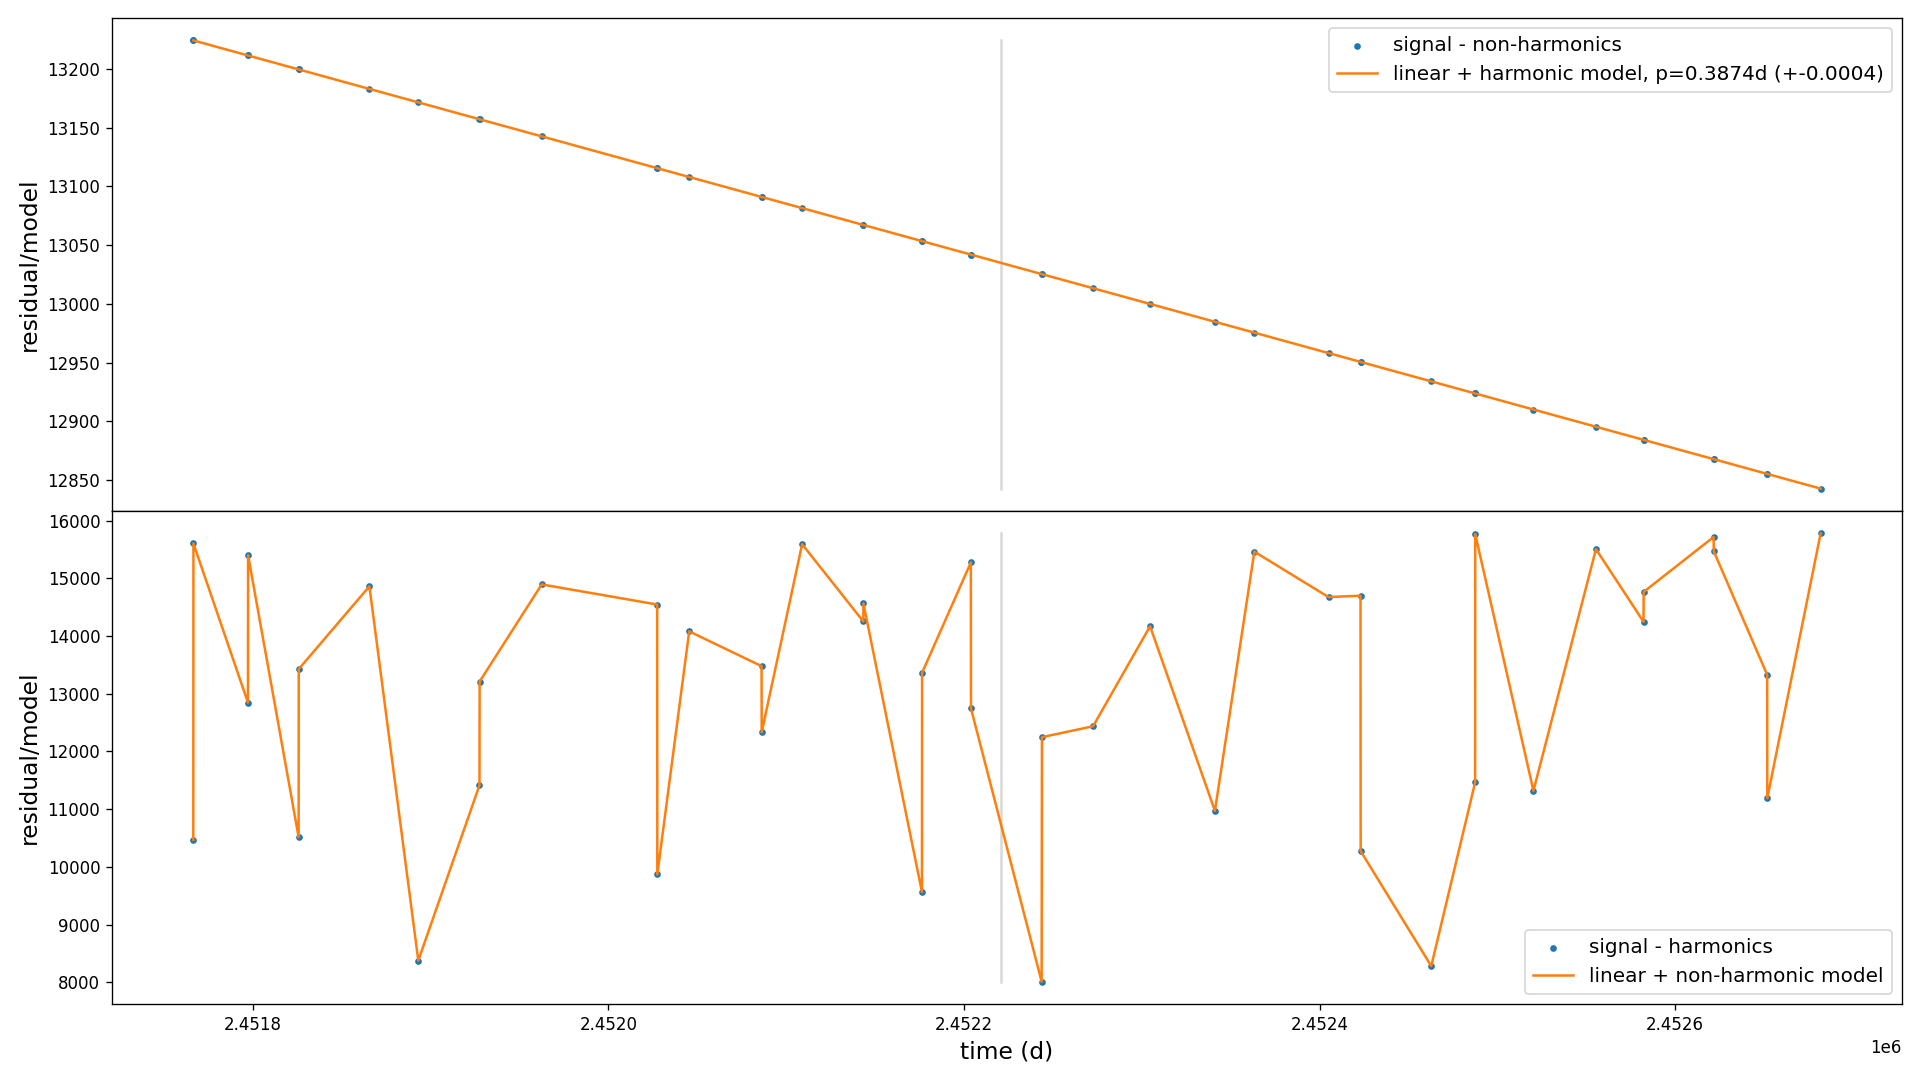 signal - non-harmonics
linear + harmonic model, p=0.3874d (+-0.0004)
13200
13150
13100
13050
13000
12950
12900
12850
residual/model
16000
15000
14000
13000
12000
11000
10000
9000
8000
residual/model
signal - harmonics
linear + non-harmonic model
2.4518
2.4520
2.4522
2.4524
2.4526
1e6
time (d)